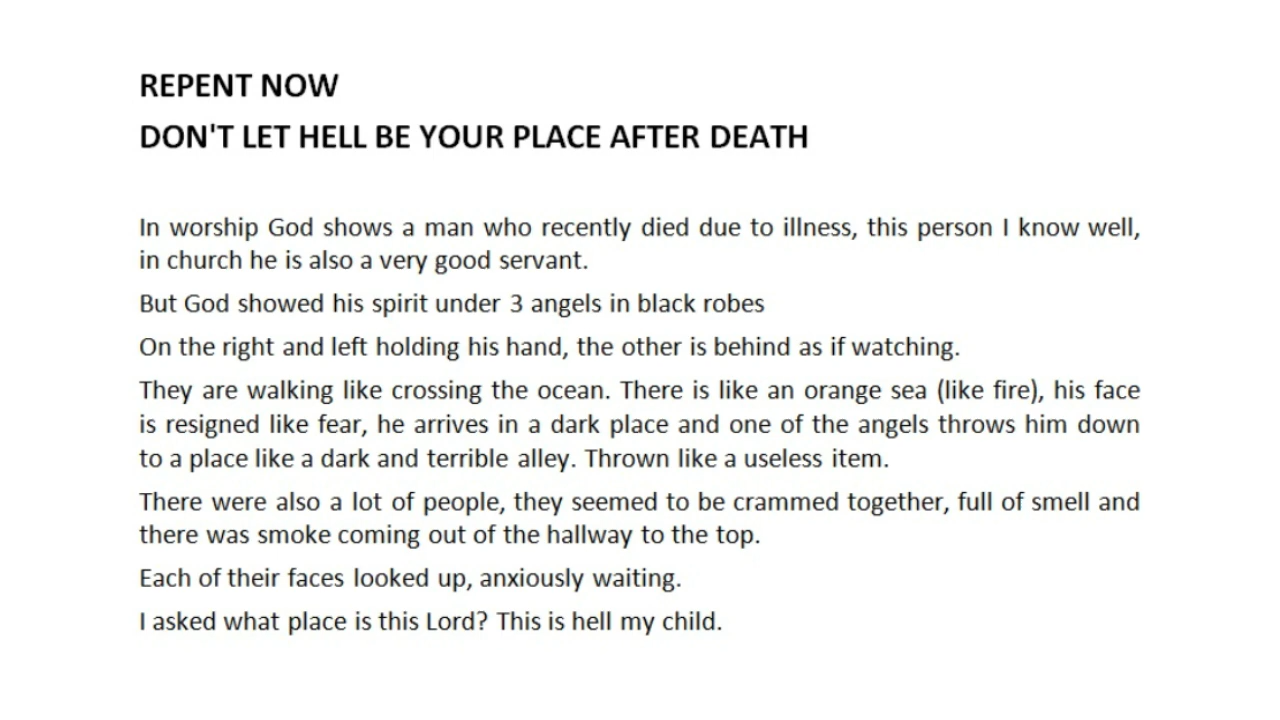 REPENT NOW
DON'T LET HELL BE YOUR PLACE AFTER DEATH
In worship God shows a man who recently died due to illness, this person I know well,
in church he is also a very good servant.
But God showed his spirit under 3 angels in black robes
On the right and left holding his hand, the other is behind as if watching.
They are walking like crossing the ocean. There is like an orange sea (like fire), his face
is resigned like fear, he arrives in a dark place and one of the angels throws him down
to a place like a dark and terrible alley. Thrown like a useless item.
There were also a lot of people, they seemed to be crammed together, full of smell and
there was smoke coming out of the hallway to the top.
Each of their faces looked up, anxiously waiting.
I asked what place is this Lord? This is hell my child.